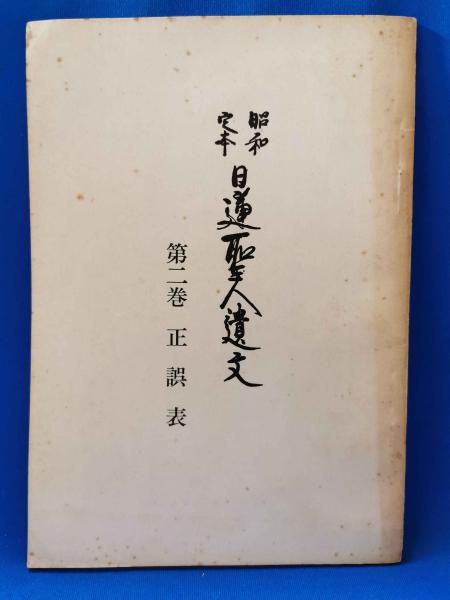 昭和
定本
日蓮聖人遺文
第二巻 正誤表